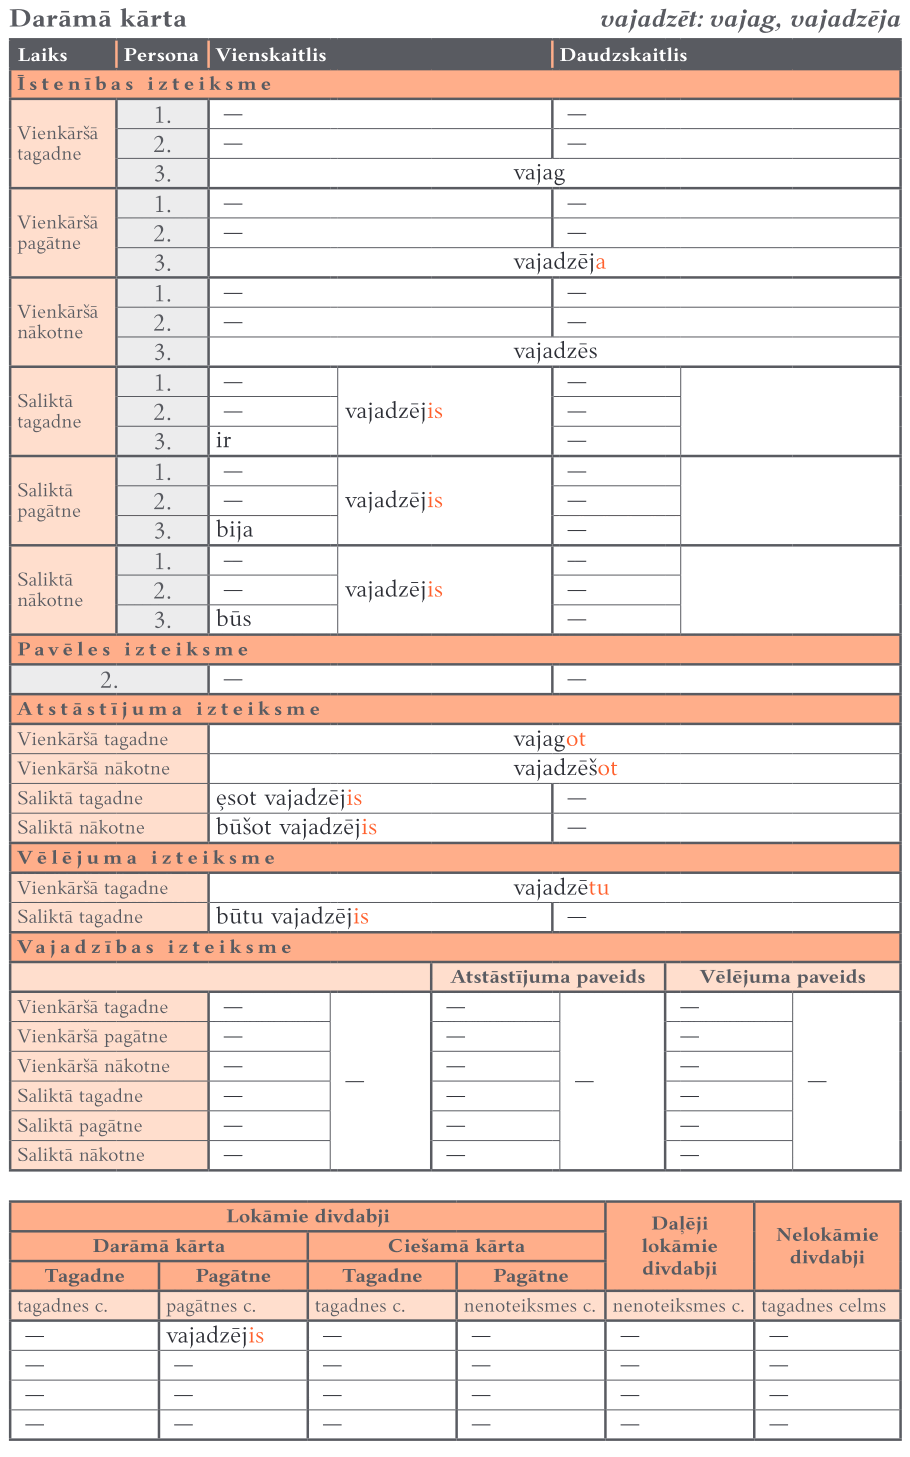 Darāmā kārta vajadzēt: vajag, vajadzēja
Laiks Persona Vienskaitlis Daudzskaitlis
Īstenības izteiksme
Vienkāršā tagadne
1. — —
2. — —
3. vajag
Vienkāršā pagātne
1. — —
2. — —
3. vajadzēja
Vienkāršā nākotne
1. — —
2. — —
3. vajadzēs
Saliktā tagadne
1. — —
2. — vajadzējis —
3. ir —
Saliktā pagātne
1. — —
2. — vajadzējis —
3. bija —
Saliktā nākotne
1. — —
2. — vajadzējis —
3. būs —
Pavēles izteiksme
2. — —
Atstāstījuma izteiksme
Vienkāršā tagadne vajagot
Vienkāršā nākotne vajadzēšot
Saliktā tagadne ęsot vajadzējis —
Saliktā nākotne būšot vajadzējis —
Vēlējuma izteiksme
Vienkāršā tagadne vajadzētu
Saliktā tagadne būtu vajadzējis —
Vajadzības izteiksme
Atstāstījuma paveids Vēlējuma paveids
Vienkāršā tagadne — — —
Vienkāršā pagātne — — —
Vienkāršā nākotne — — —
— — —
Saliktā tagadne — — —
Saliktā pagātne — — —
Saliktā nākotne — — —
Lokāmie divdabji Daļēji lokāmie divdabji Nelokāmie divdabji
Darāmā kārta Ciešamā kārta
Tagadne Pagātne Tagadne Pagātne
tagadnes c. pagātnes c. tagadnes c. nenoteiksmes c. nenoteiksmes c. tagadnes celms
— vajadzējis — — — —
— — — — — —
— — — — — —
— — — — — —